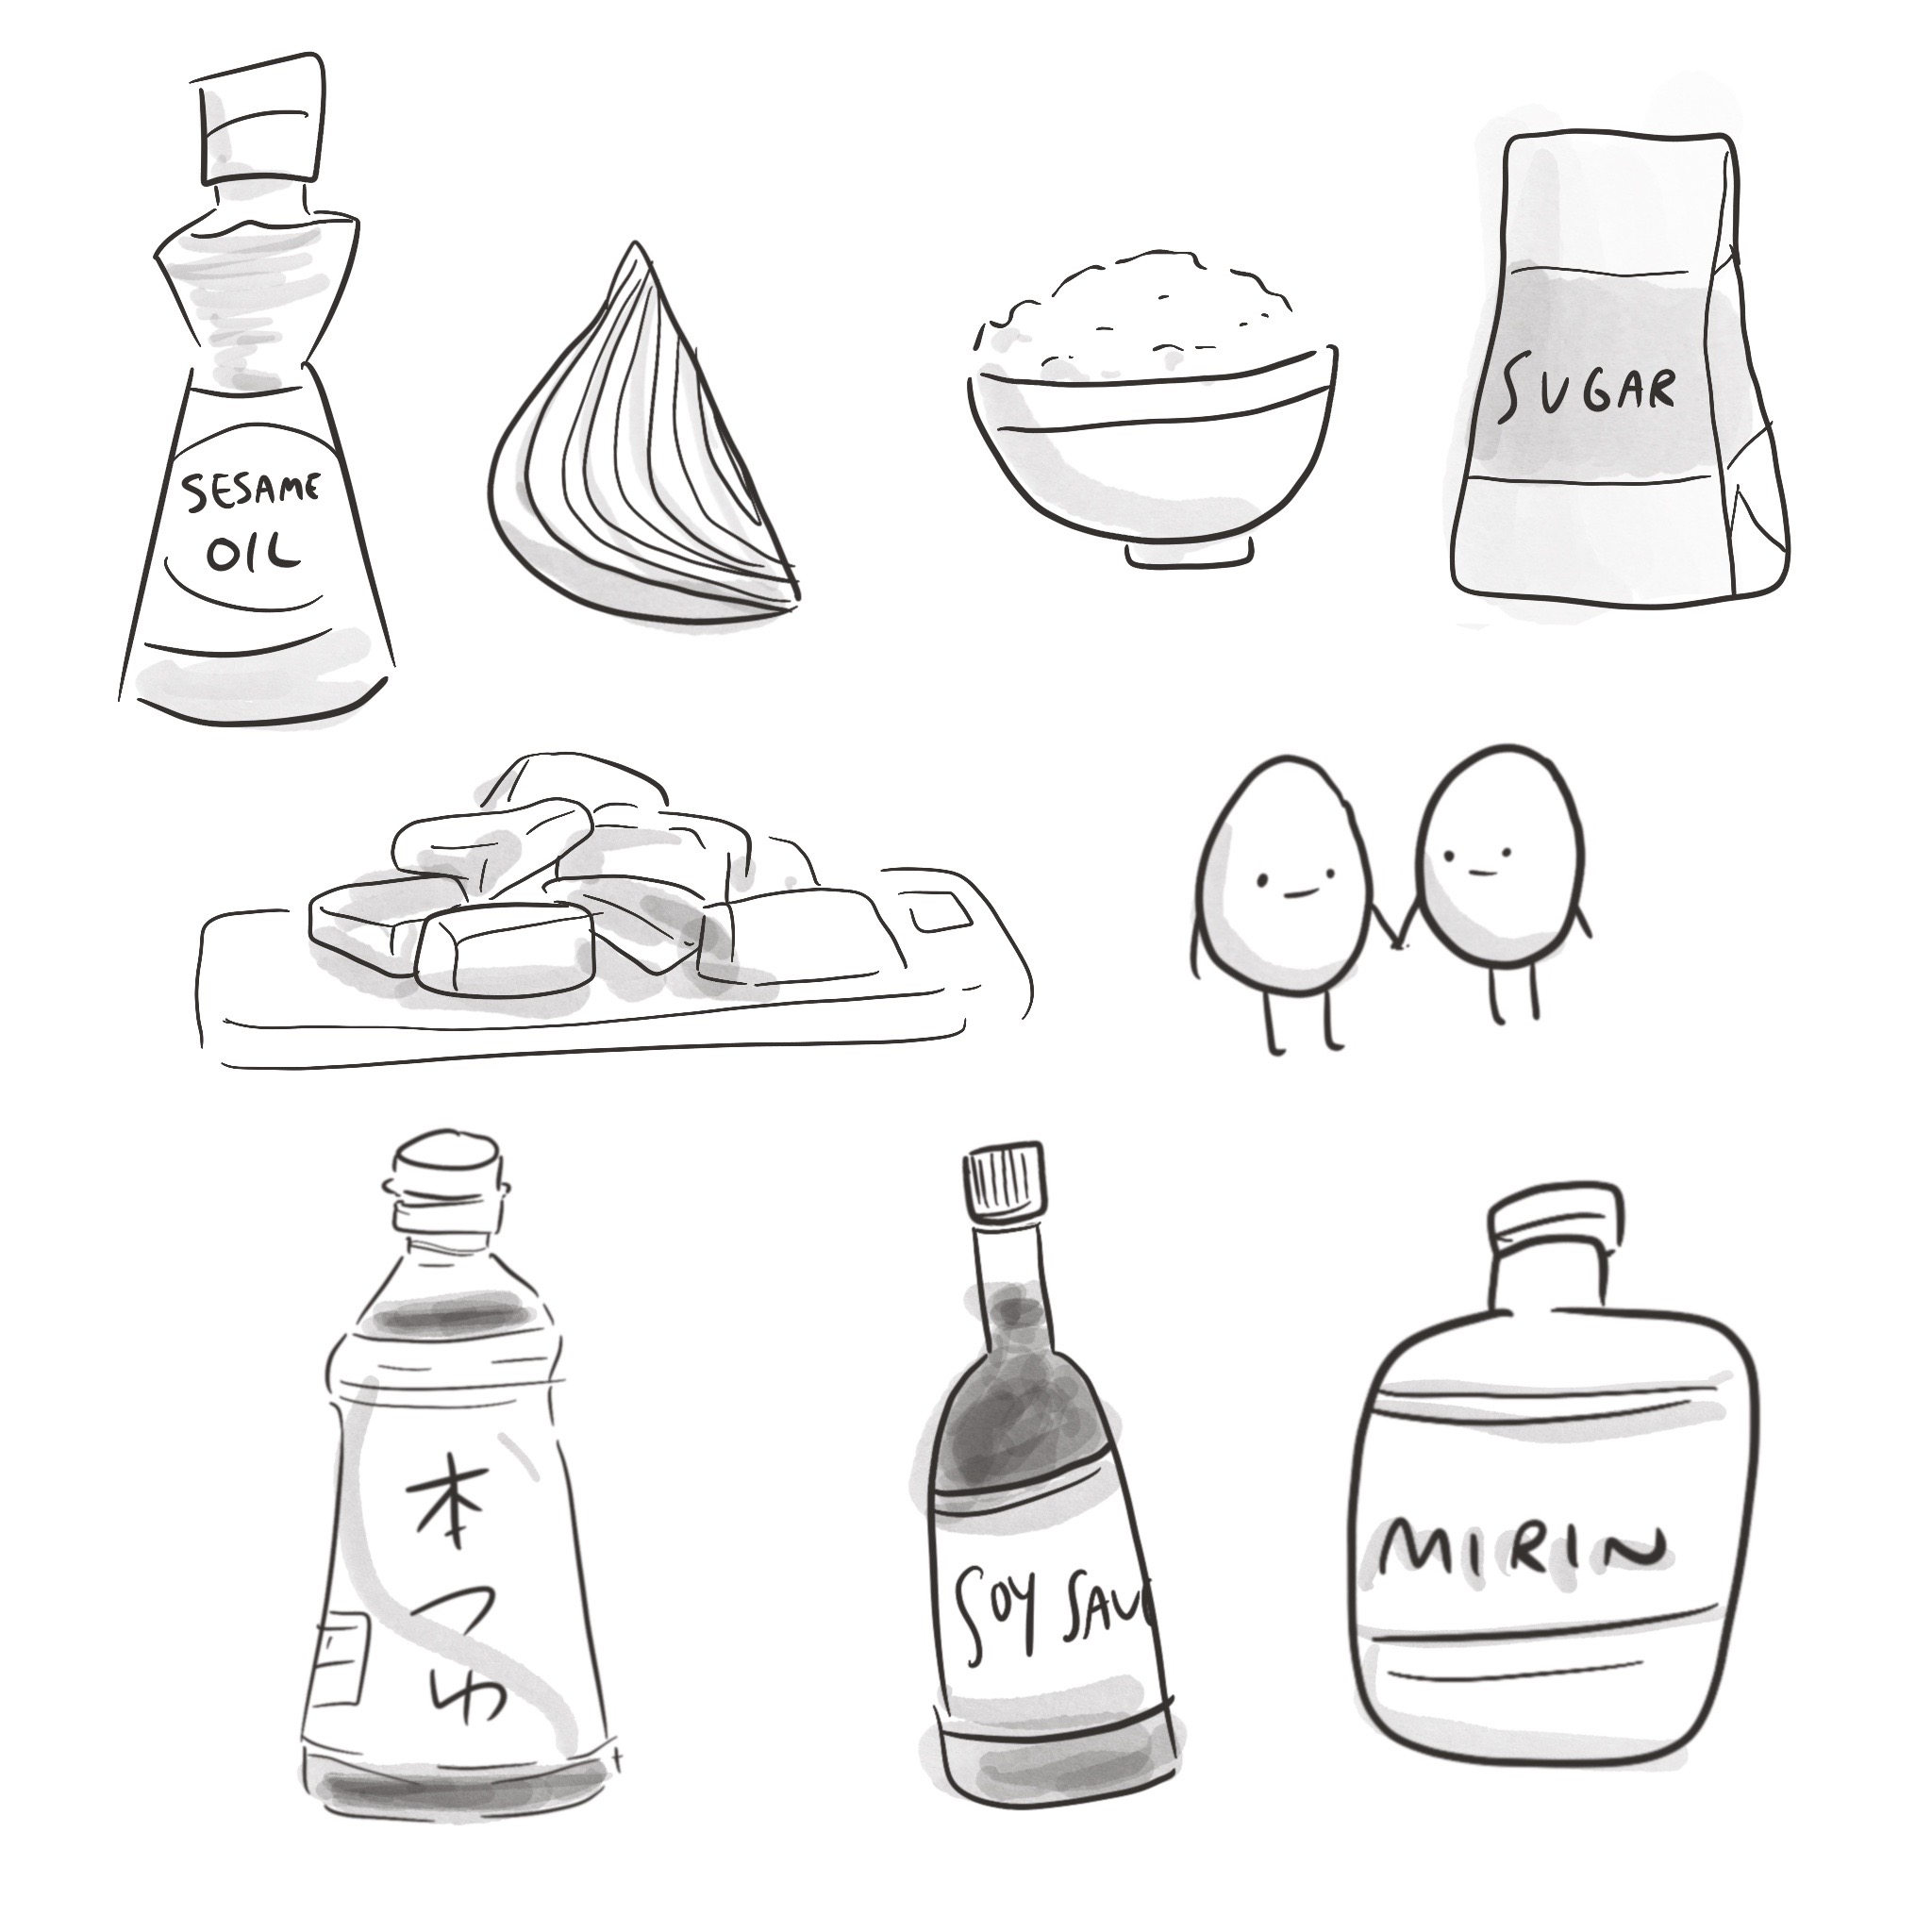 SESAME
OIL
SUGAR
本
つ
ゆ
SOY SAU
MIRIN